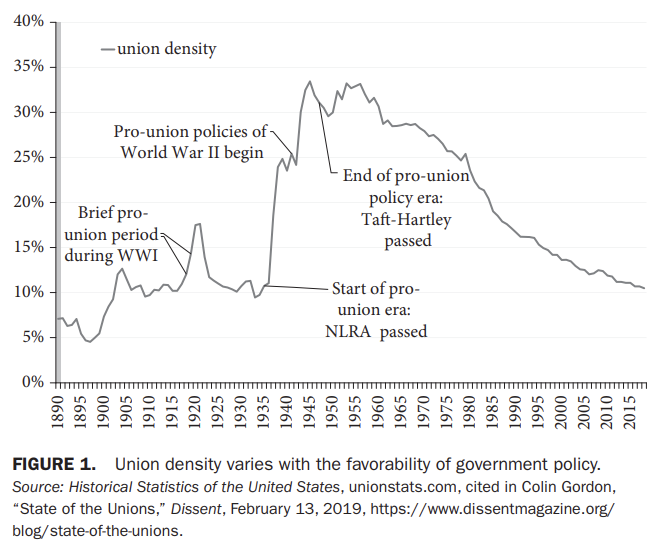 40%
35%
30%
25%
20%
15%
10%
5%
0%
union density
Pro-union policies of
World War II begin
End of pro-union
policy era:
Taft-Hartley
passed
Brief pro-
union period
during WWI
Start of pro-
union era:
NLRA passed
1890
1895
1900
1905
1910
1915
1920
1925
1930
1935
1940
1945
1950
1955
1960
1965
1970
1975
1980
1985
1990
1995
2000
2005
2010
2015
FIGURE 1. Union density varies with the favorability of government policy.
Source: Historical Statistics of the United States, unionstats.com, cited in Colin Gordon,
“State of the Unions,” Dissent, February 13, 2019, https://www.dissentmagazine.org/
blog/state-of-the-unions.